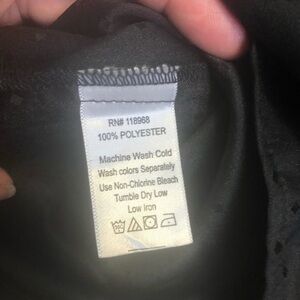 RN# 118968
100% POLYESTER
Machine Wash Cold
Wash colors Separately
Use Non-Chlorine Bleach
Tumble Dry Low
Low Iron